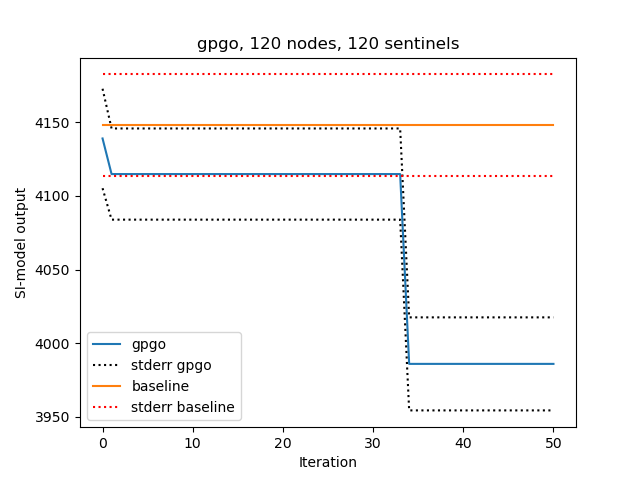 gpgo, 120 nodes, 120 sentinels
SI-model output
4150
4100
4050
4000
3950
gpgo
stderr gpgo
baseline
stderr baseline
0 10 20 30 40 50
Iteration